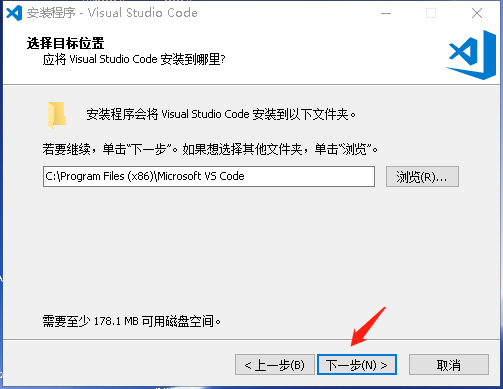 安装程序 - Visual Studio Code
选择目标位置
应将 Visual Studio Code 安装到哪里?
安装程序会将 Visual Studio Code 安装到以下文件夹。
若要继续，单击“下一步”。如果想选择其他文件夹，单击“浏览”。
C:\Program Files (x86)\Microsoft VS Code
浏览(R)...
需要至少 178.1 MB 可用磁盘空间。
< 上一步(B)
下一步(N) >
取消